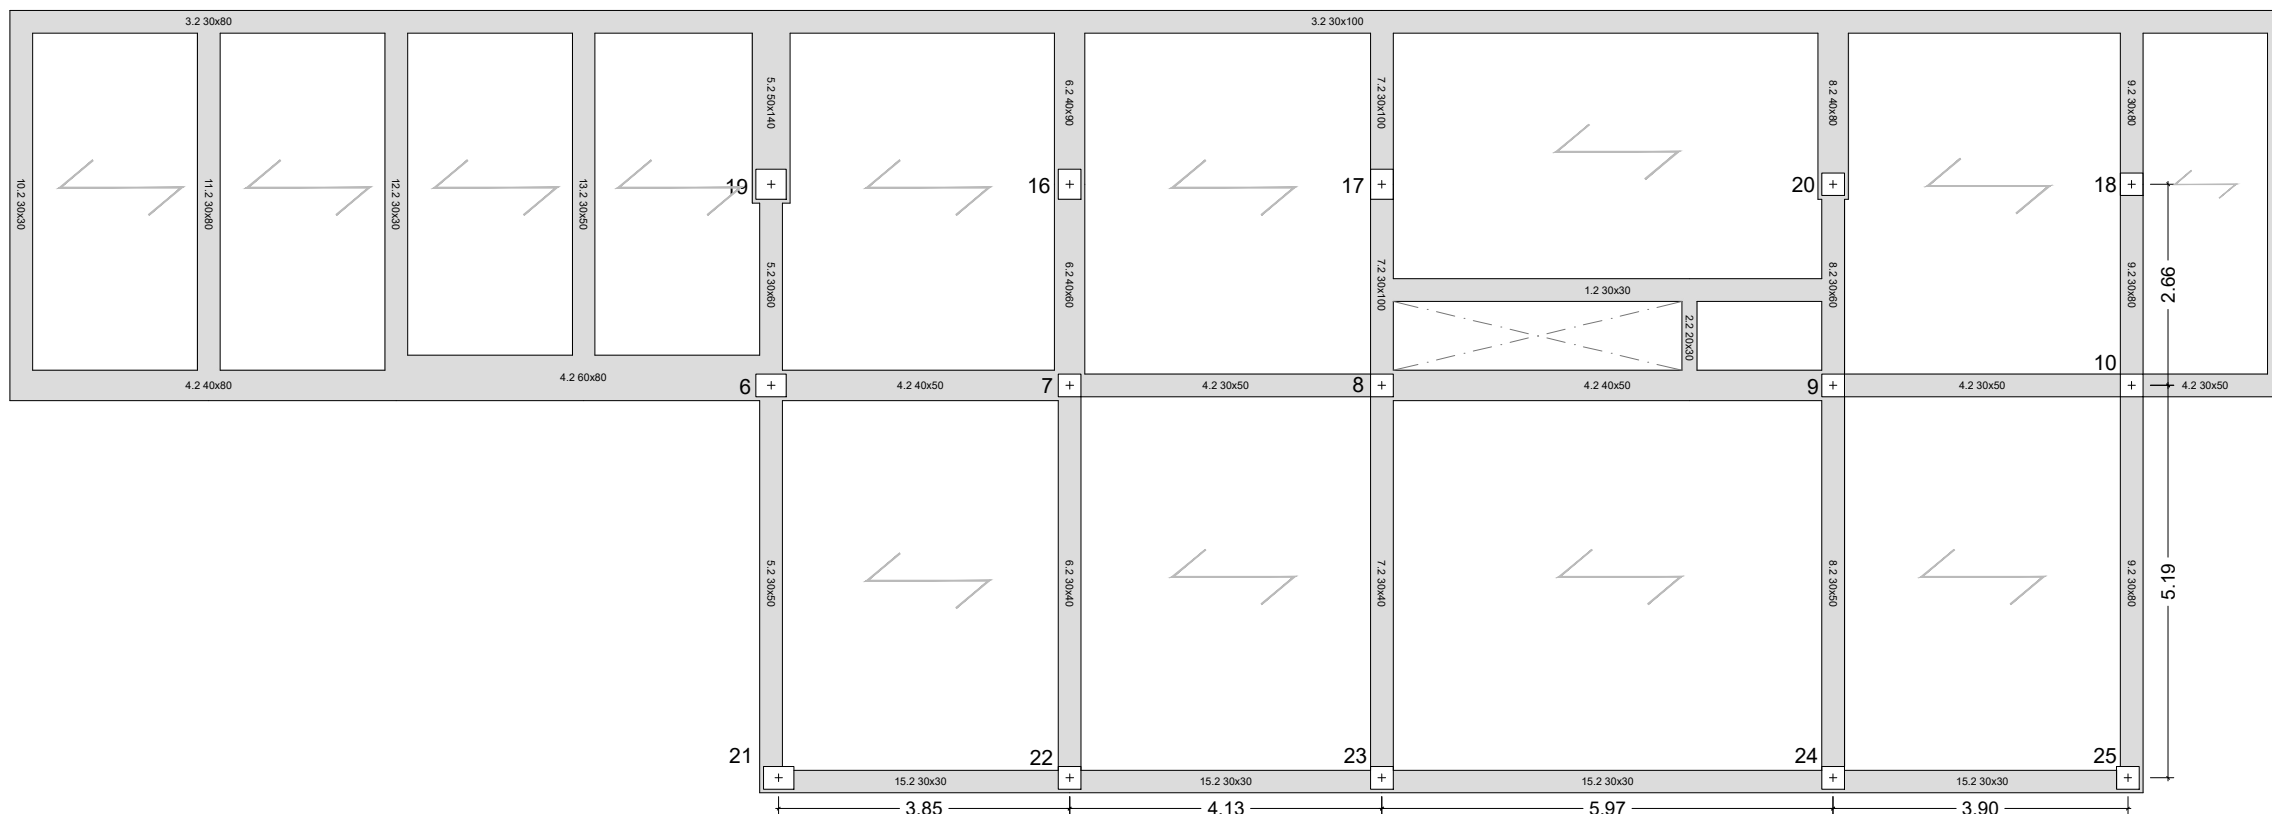 3.2 30x80
3.2 30x100
5.2 50x140
6.2 40x90
7.2 30x100
8.2 40x80
9.2 30x80
10.2 30x30
11.2 30x80
12.2 30x30
13.2 30x50
19
16
17
20
18
5.2 30x60
6.2 40x60
7.2 30x100
1.2 30x30
8.2 30x60
9.2 30x80
2.66
2.2 20x30
10
4.2 40x80
4.2 60x80
6
4.2 40x50
7
4.2 30x50
8
4.2 40x50
9
4.2 30x50
4.2 30x50
5.2 30x50
6.2 30x40
7.2 30x40
8.2 30x50
9.2 30x80
5.19
21
22
23
24
25
15.2 30x30
15.2 30x30
15.2 30x30
15.2 30x30
3.85
4.13
5.97
3.90